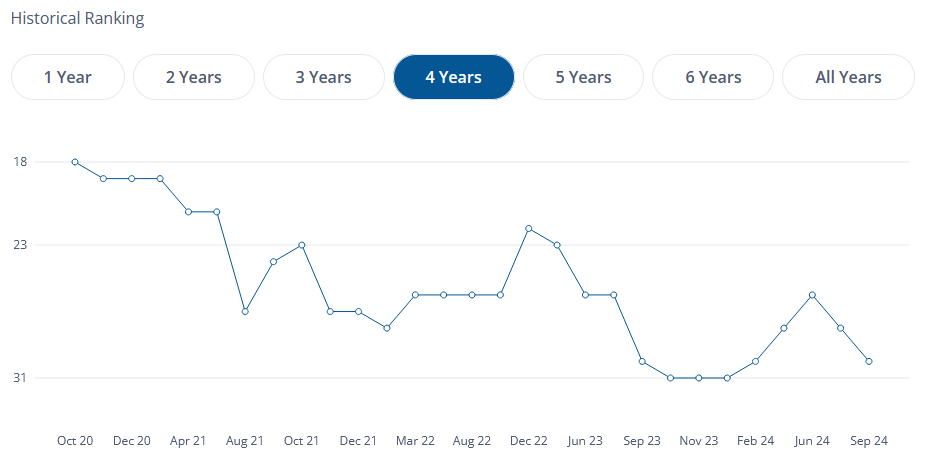 Historical Ranking
1 Year 2 Years 3 Years 4 Years 5 Years 6 Years All Years
18
23
31
Oct 20 Dec 20 Apr 21 Aug 21 Oct 21 Dec 21 Mar 22 Aug 22 Dec 22 Jun 23 Sep 23 Nov 23 Feb 24 Jun 24 Sep 24